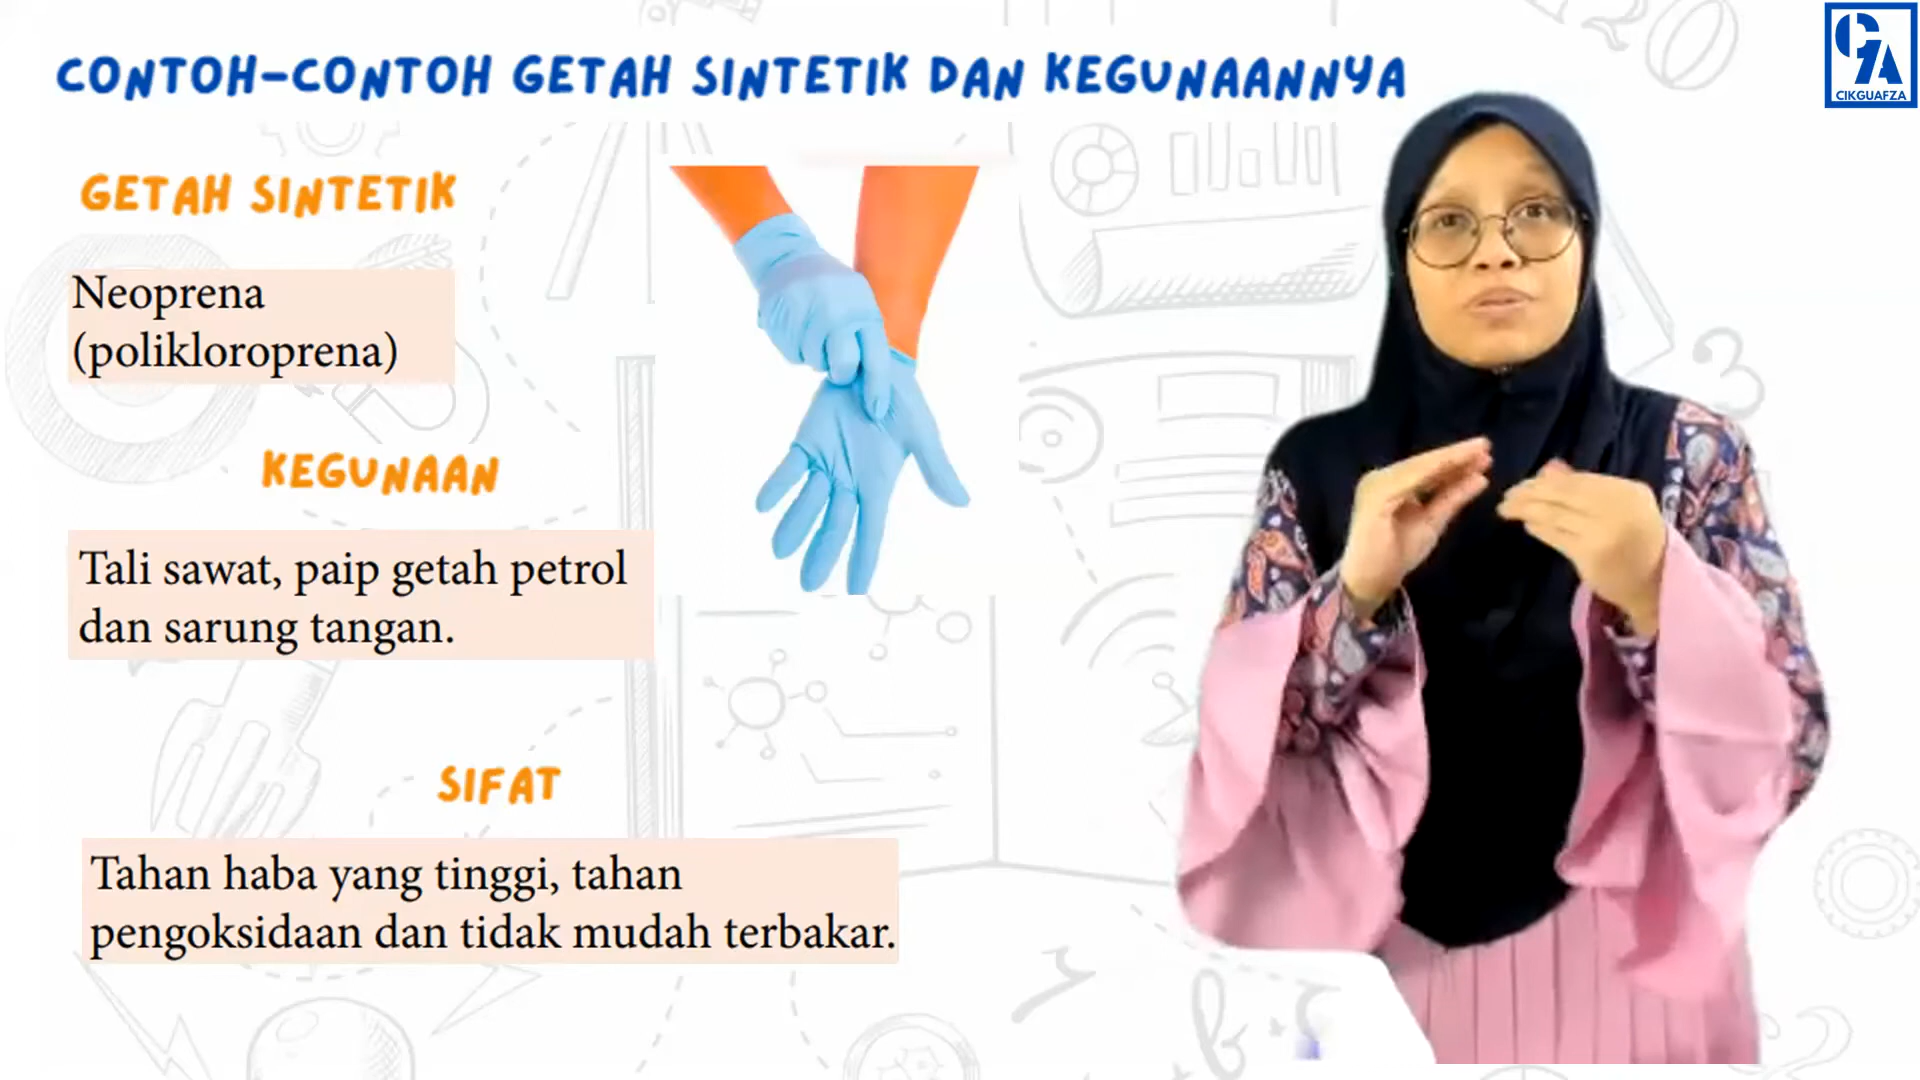 CONTOH-CONTOH GETAH SINTETIK DAN KEGUNAANNYA
CIKGUAFZA
GETAH SINTETIK
Neoprena
(polikloroprena)
KEGUNAAN
Tali sawat, paip getah petrol
dan sarung tangan.
SIFAT
Tahan haba yang tinggi, tahan
pengoksidaan dan tidak mudah terbakar.